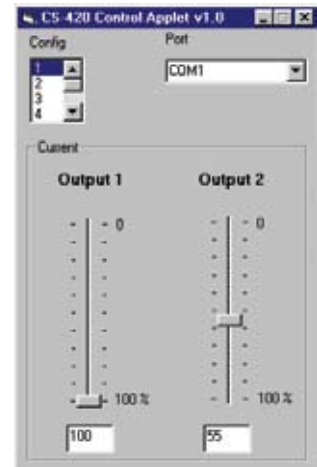 CS-420 Control Applet v1.0
Config
Port
1
2
3
4
COM1
Current
Output 1
Output 2
0
0
100 %
100 %
100
55